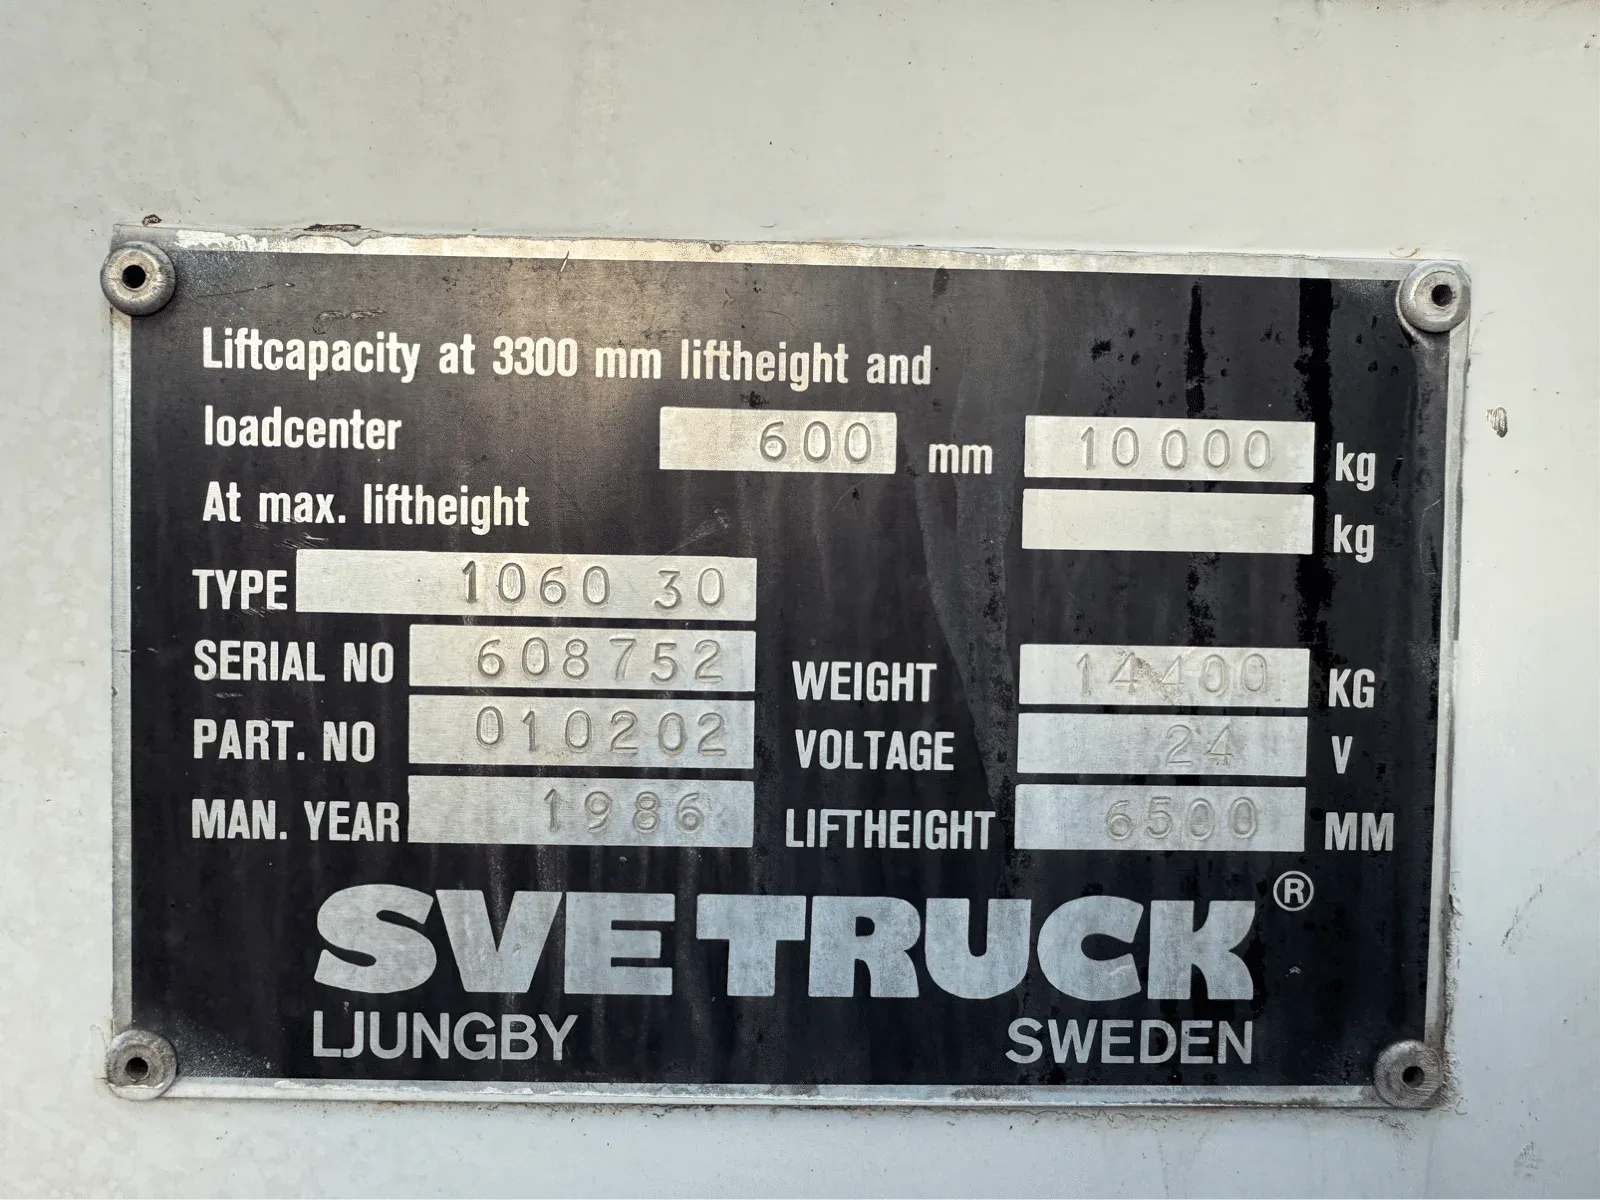 Liftcapacity at 3300 mm liftheight and
loadcenter 600 mm 10000 kg
At max. liftheight kg
TYPE 1060 30
SERIAL NO 608752 WEIGHT 14400 KG
PART. NO 010202 VOLTAGE 24 V
MAN. YEAR 1986 LIFTHEIGHT 6500 MM
SVETRUCK®
LJUNGBY SWEDEN